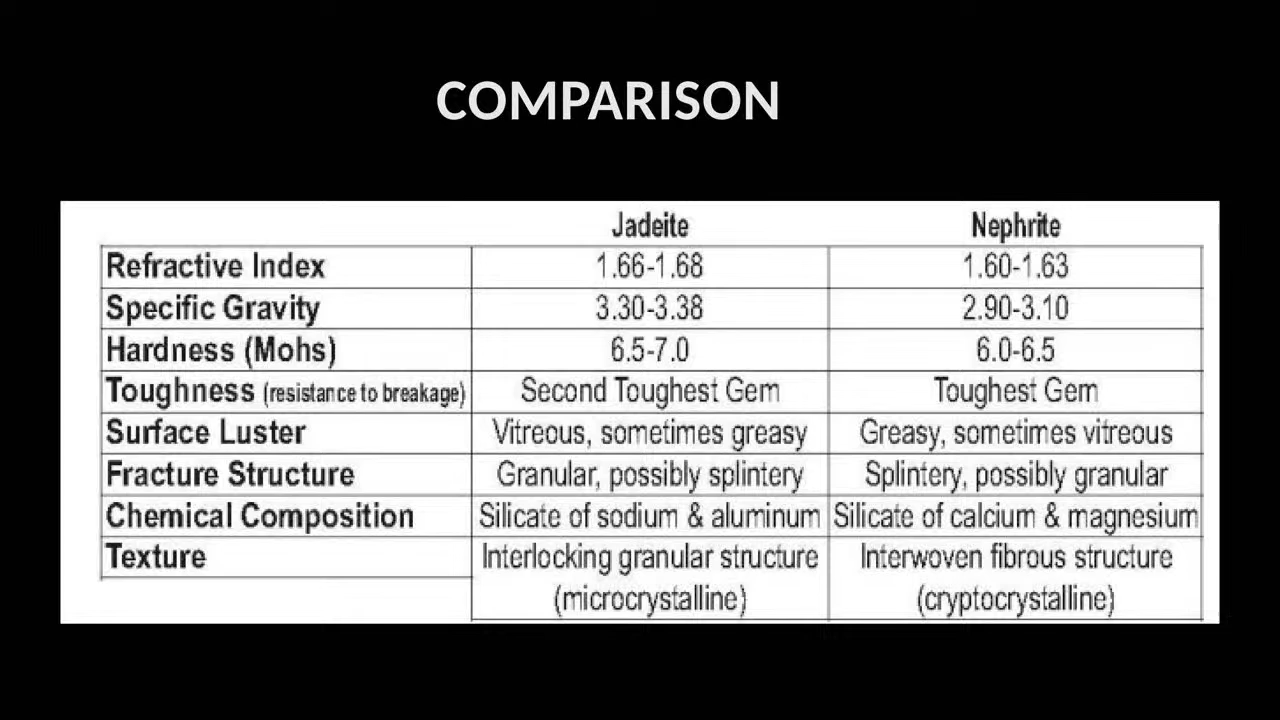 COMPARISON
Jadeite Nephrite
Refractive Index 1.66-1.68 1.60-1.63
Specific Gravity 3.30-3.38 2.90-3.10
Hardness (Mohs) 6.5-7.0 6.0-6.5
Toughness (resistance to breakage) Second Toughest Gem Toughest Gem
Surface Luster Vitreous, sometimes greasy Greasy, sometimes vitreous
Fracture Structure Granular, possibly splintery Splintery, possibly granular
Chemical Composition Silicate of sodium & aluminum Silicate of calcium & magnesium
Texture Interlocking granular structure Interwoven fibrous structure
(microcrystalline) (cryptocrystalline)